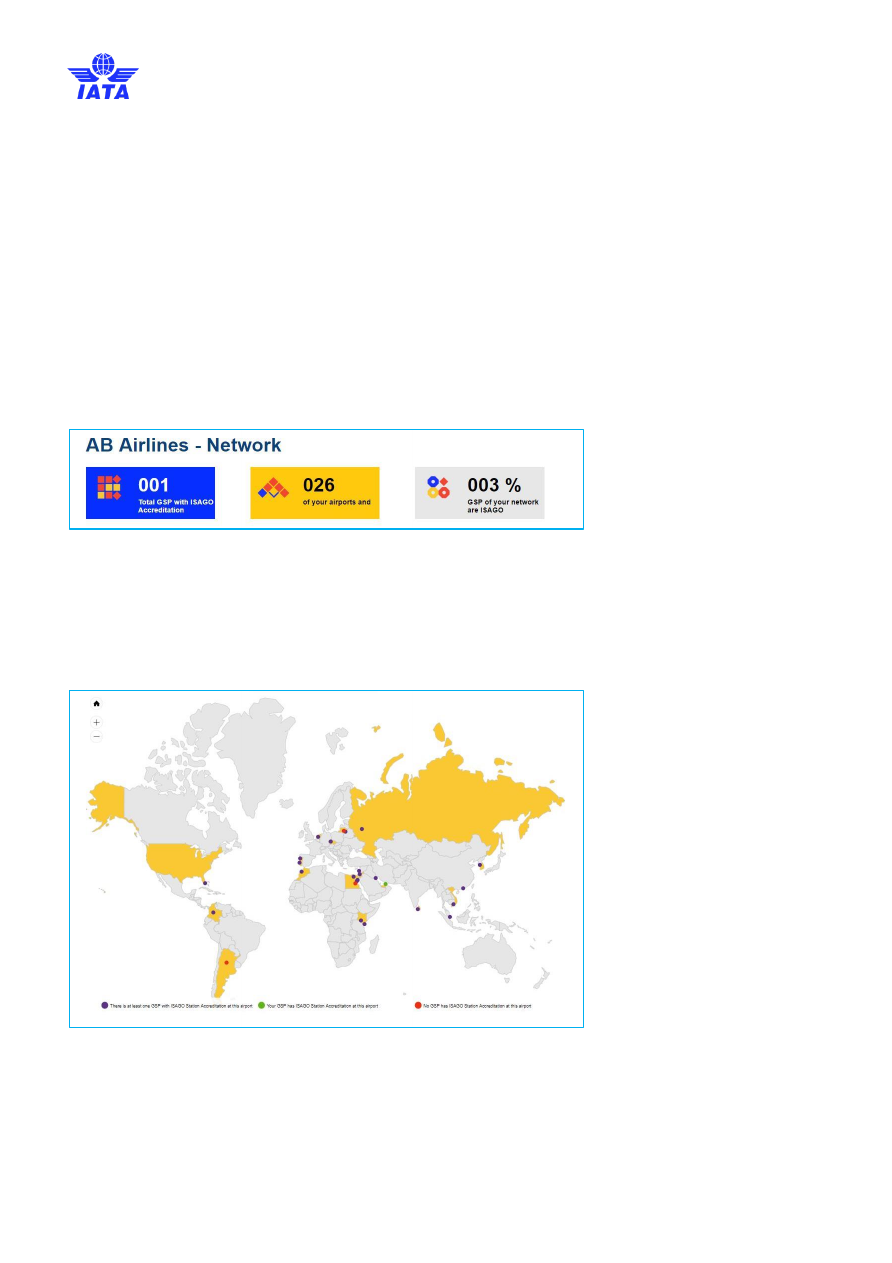 IATA
AB Airlines - Network
001
Total GSP with ISAGO
Accreditation
026
of your airports and
003 %
GSP of your network
are ISAGO
+
−
There is at least one GSP with ISAGO Station Accreditation at this airport
Your GSP has ISAGO Station Accreditation at this airport
No GSP has ISAGO Station Accreditation at this airport